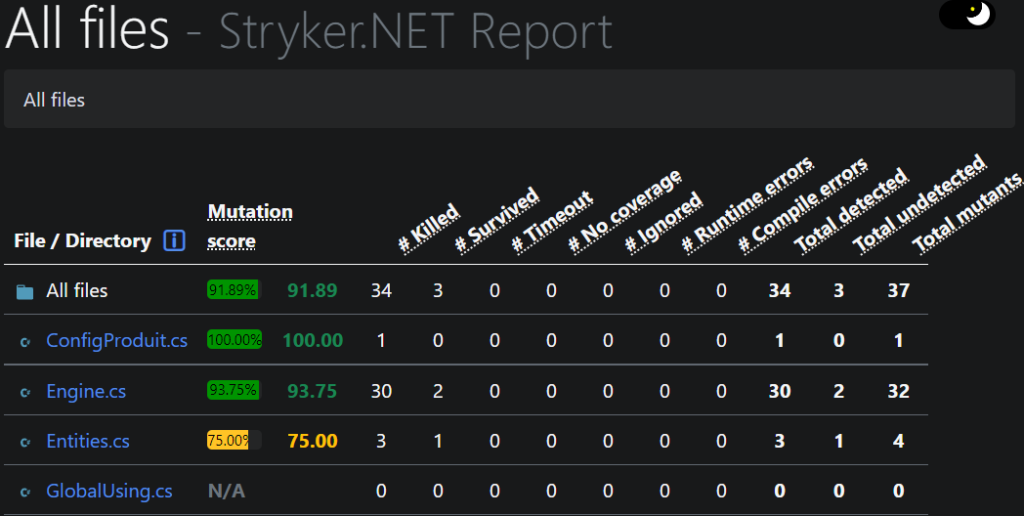 All files - Stryker.NET Report
All files
File / Directory Mutation score # Killed # Survived # Timeout # No coverage # Ignored # Runtime errors # Compile errors Total detected Total undetected Total mutants
All files 91.89% 91.89 34 3 0 0 0 0 0 34 3 37
ConfigProduit.cs 100.00% 100.00 1 0 0 0 0 0 0 1 0 1
Engine.cs 93.75% 93.75 30 2 0 0 0 0 0 30 2 32
Entities.cs 75.00% 75.00 3 1 0 0 0 0 0 3 1 4
GlobalUsing.cs N/A 0 0 0 0 0 0 0 0 0 0